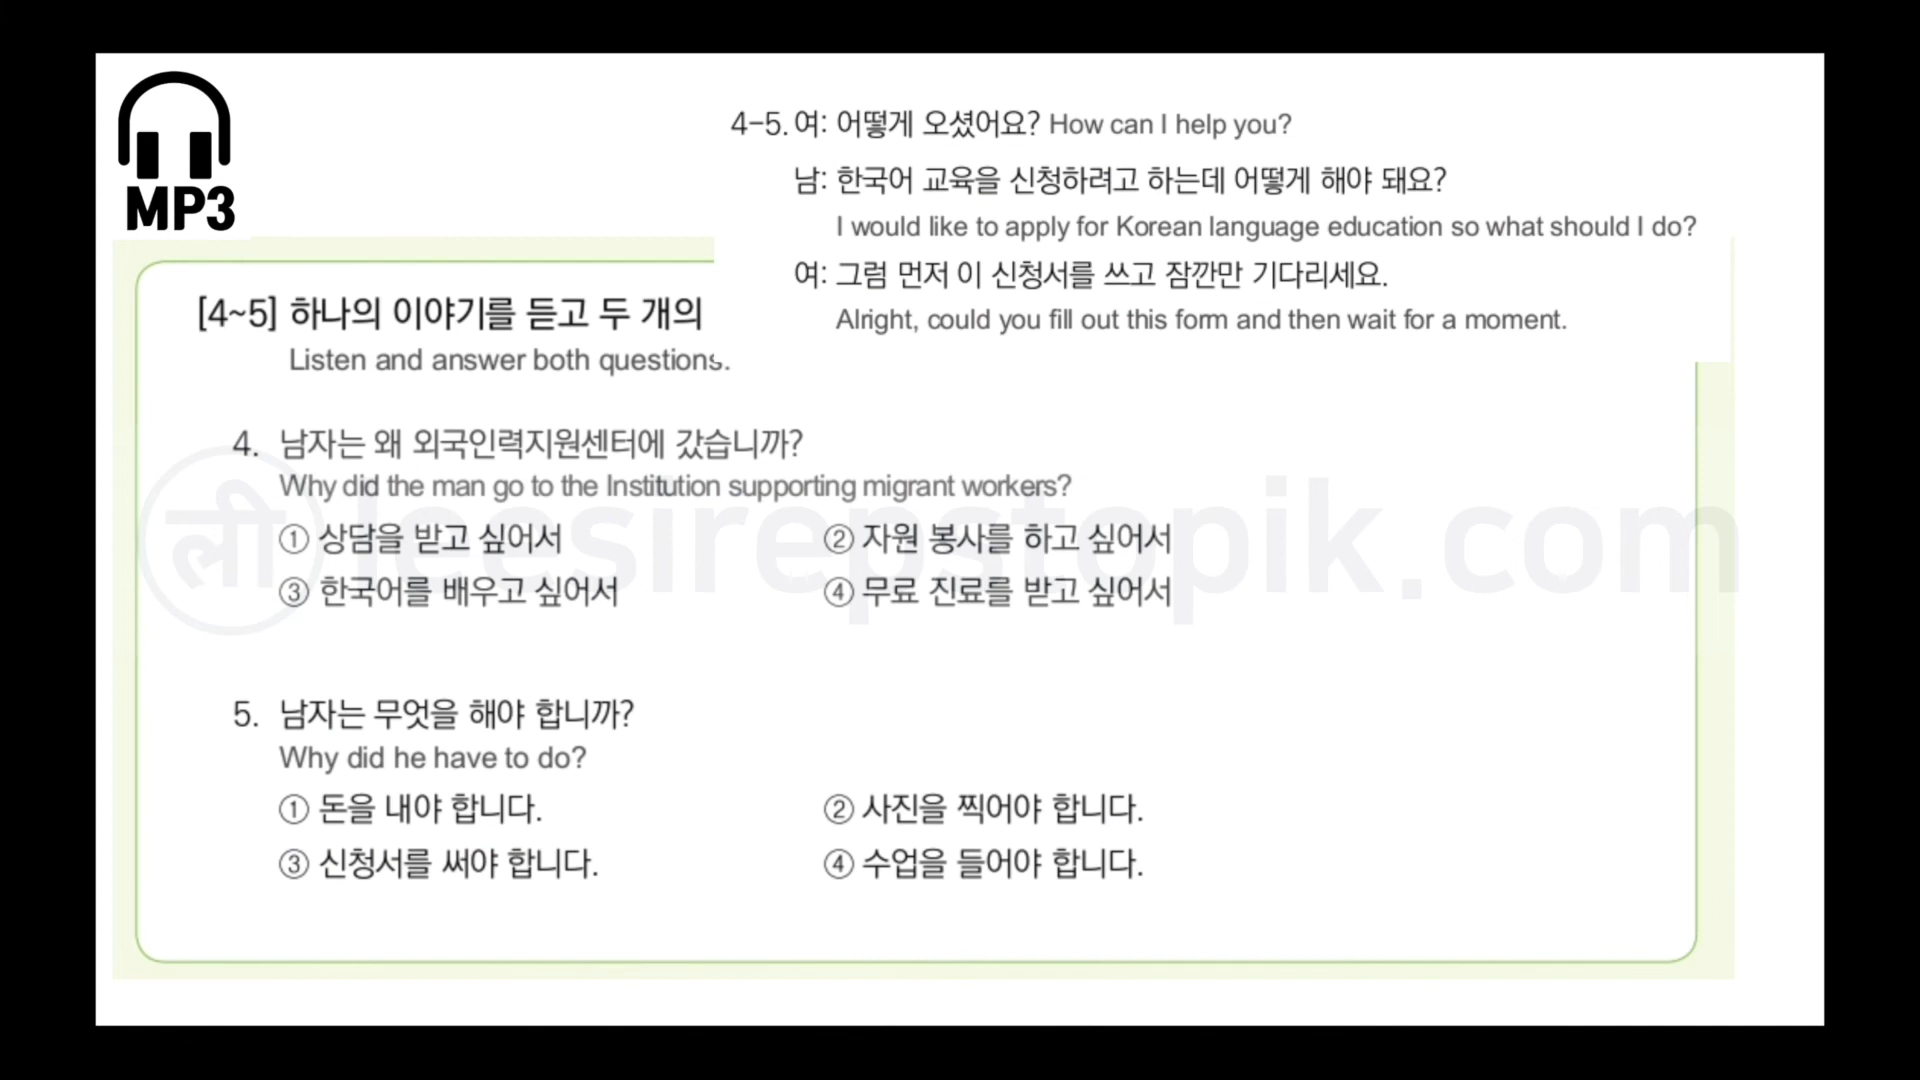 MP3
4-5. 여: 어떻게 오셨어요? How can I help you?
남: 한국어 교육을 신청하려고 하는데 어떻게 해야 돼요?
I would like to apply for Korean language education so what should I do?
여: 그럼 먼저 이 신청서를 쓰고 잠깐만 기다리세요.
Alright, could you fill out this form and then wait for a moment.
[4~5] 하나의 이야기를 듣고 두 개의
Listen and answer both questions.
4. 남자는 왜 외국인력지원센터에 갔습니까?
Why did the man go to the Institution supporting migrant workers?
① 상담을 받고 싶어서 ② 자원 봉사를 하고 싶어서
③ 한국어를 배우고 싶어서 ④ 무료 진료를 받고 싶어서
ली leesirepstopik.com
5. 남자는 무엇을 해야 합니까?
Why did he have to do?
① 돈을 내야 합니다. ② 사진을 찍어야 합니다.
③ 신청서를 써야 합니다. ④ 수업을 들어야 합니다.